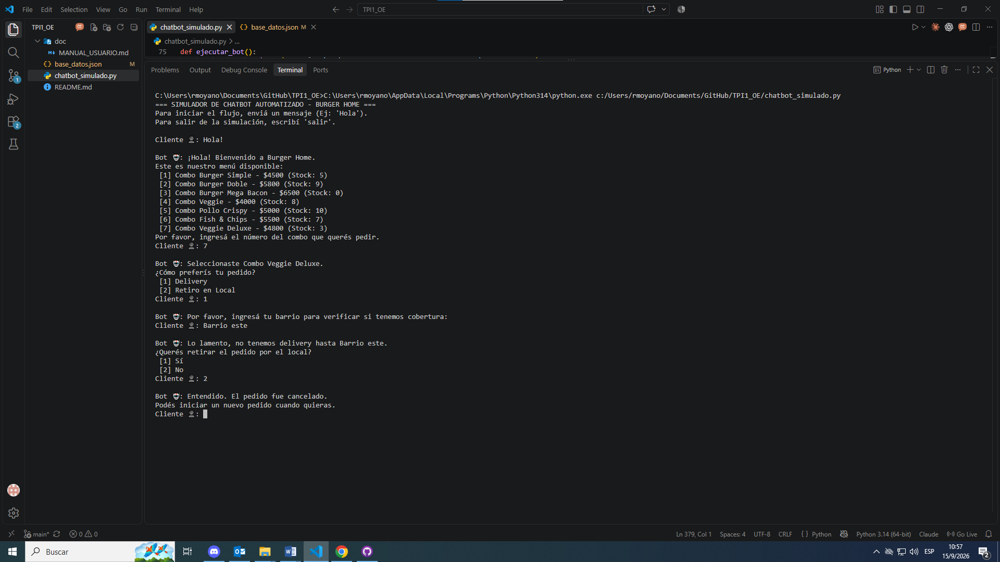 File Edit Selection View Go Run Terminal Help
TPI1_OE
TPI1_OE
doc
MANUAL_USUARIO.md
base_datos.json M
chatbot_simulado.py
README.md
1
2
chatbot_simulado.py
base_datos.json M
chatbot_simulado.py > ...
75 def ejecutar_bot():
Problems Output Debug Console Terminal Ports
Python
C:\Users\rmoyano\Documents\GitHub\TPI1_OE>C:\Users\rmoyano\AppData\Local\Programs\Python\Python314\python.exe c:/Users/rmoyano/Documents/GitHub/TPI1_OE/chatbot_simulado.py
=== SIMULADOR DE CHATBOT AUTOMATIZADO - BURGER HOME ===
Para iniciar el flujo, enviá un mensaje (Ej: 'Hola').
Para salir de la simulación, escribí 'salir'.
Cliente 👤: Hola!
Bot 🤖: ¡Hola! Bienvenido a Burger Home.
Este es nuestro menú disponible:
[1] Combo Burger Simple - $4500 (Stock: 5)
[2] Combo Burger Doble - $5800 (Stock: 9)
[3] Combo Burger Mega Bacon - $6500 (Stock: 0)
[4] Combo Veggie - $4000 (Stock: 8)
[5] Combo Pollo Crispy - $5000 (Stock: 10)
[6] Combo Fish & Chips - $5500 (Stock: 7)
[7] Combo Veggie Deluxe - $4800 (Stock: 3)
Por favor, ingresá el número del combo que querés pedir.
Cliente 👤: 7
Bot 🤖: Seleccionaste Combo Veggie Deluxe.
¿Cómo preferís tu pedido?
[1] Delivery
[2] Retiro en Local
Cliente 👤: 1
Bot 🤖: Por favor, ingresá tu barrio para verificar si tenemos cobertura:
Cliente 👤: Barrio este
Bot 🤖: Lo lamento, no tenemos delivery hasta Barrio este.
¿Querés retirar el pedido por el local?
[1] Sí
[2] No
Cliente 👤: 2
Bot 🤖: Entendido. El pedido fue cancelado.
Podés iniciar un nuevo pedido cuando quieras.
Cliente 👤:
main* 0 0
Ln 379, Col 1 Spaces: 4 UTF-8 CRLF { } Python Python 3.14 (64-bit) Claude Go Live
Buscar
ESP
10:57
15/9/2026
2